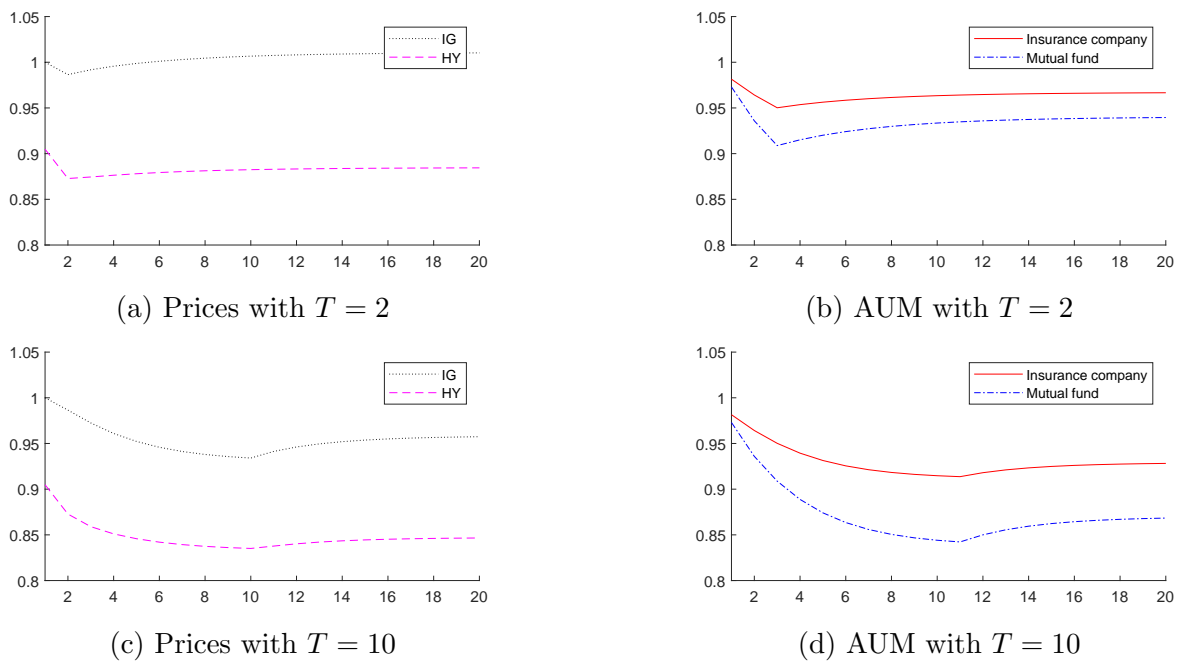 1.05
1
0.95
0.9
0.85
0.8
2 4 6 8 10 12 14 16 18 20
IG
HY
(a) Prices with T = 2
1.05
1
0.95
0.9
0.85
0.8
2 4 6 8 10 12 14 16 18 20
Insurance company
Mutual fund
(b) AUM with T = 2
1.05
1
0.95
0.9
0.85
0.8
2 4 6 8 10 12 14 16 18 20
IG
HY
(c) Prices with T = 10
1.05
1
0.95
0.9
0.85
0.8
2 4 6 8 10 12 14 16 18 20
Insurance company
Mutual fund
(d) AUM with T = 10